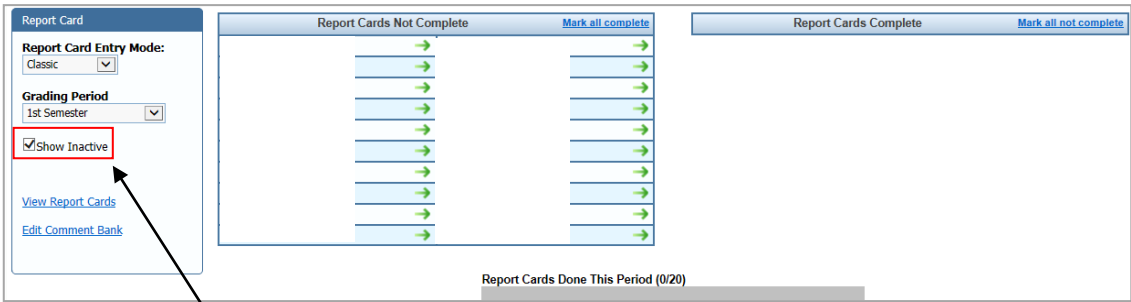 Report Card
Report Card Entry Mode:
Classic
Grading Period
1st Semester
Show Inactive
View Report Cards
Edit Comment Bank
Report Cards Not Complete Mark all complete
Report Cards Complete Mark all not complete
Report Cards Done This Period (0/20)